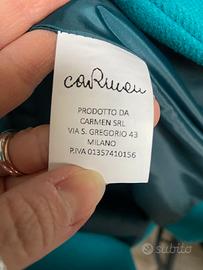 carmen
PRODOTTO DA
CARMEN SRL
VIA S. GREGORIO 43
MILANO
P.IVA 01357410156
subito